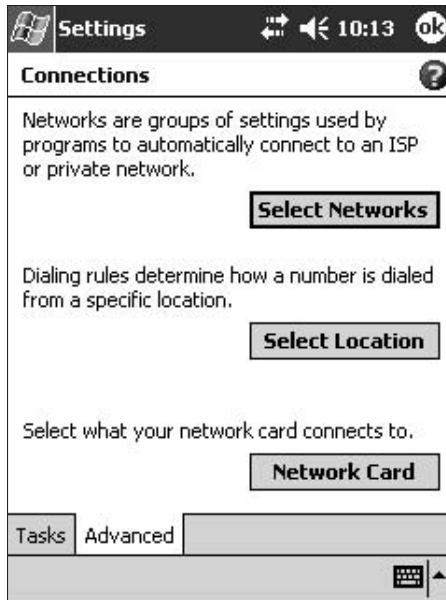 Settings 10:13 ok
Connections ?
Networks are groups of settings used by
programs to automatically connect to an ISP
or private network.
Select Networks
Dialing rules determine how a number is dialed
from a specific location.
Select Location
Select what your network card connects to.
Network Card
Tasks Advanced